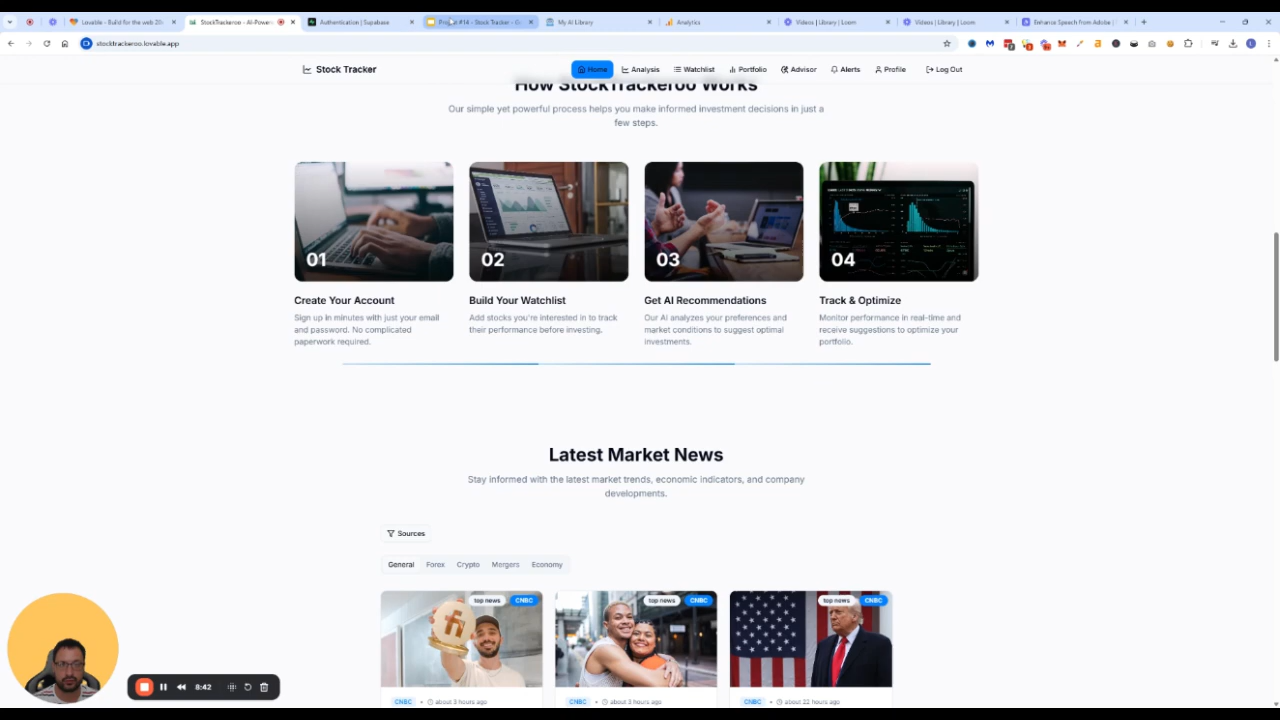 Lovable - Build for the web 20x
StockTrackeroo - AI-Power
Authentication | Supabase
Project #14 - Stock Tracker - G
My AI Library
Analytics
Videos | Library | Loom
Videos | Library | Loom
Enhance Speech from Adobe |
stocktrackeroo.lovable.app
Stock Tracker
Home
Analysis
Watchlist
Portfolio
Advisor
Alerts
Profile
Log Out
How StockTrackeroo Works
Our simple yet powerful process helps you make informed investment decisions in just a
few steps.
01
02
03
04
Create Your Account
Sign up in minutes with just your email
and password. No complicated
paperwork required.
Build Your Watchlist
Add stocks you're interested in to track
their performance before investing.
Get AI Recommendations
Our AI analyzes your preferences and
market conditions to suggest optimal
investments.
Track & Optimize
Monitor performance in real-time and
receive suggestions to optimize your
portfolio.
Latest Market News
Stay informed with the latest market trends, economic indicators, and company
developments.
Sources
General
Forex
Crypto
Mergers
Economy
top news
CNBC
top news
CNBC
top news
CNBC
CNBC • about 3 hours ago
CNBC • about 3 hours ago
CNBC • about 22 hours ago
8:42